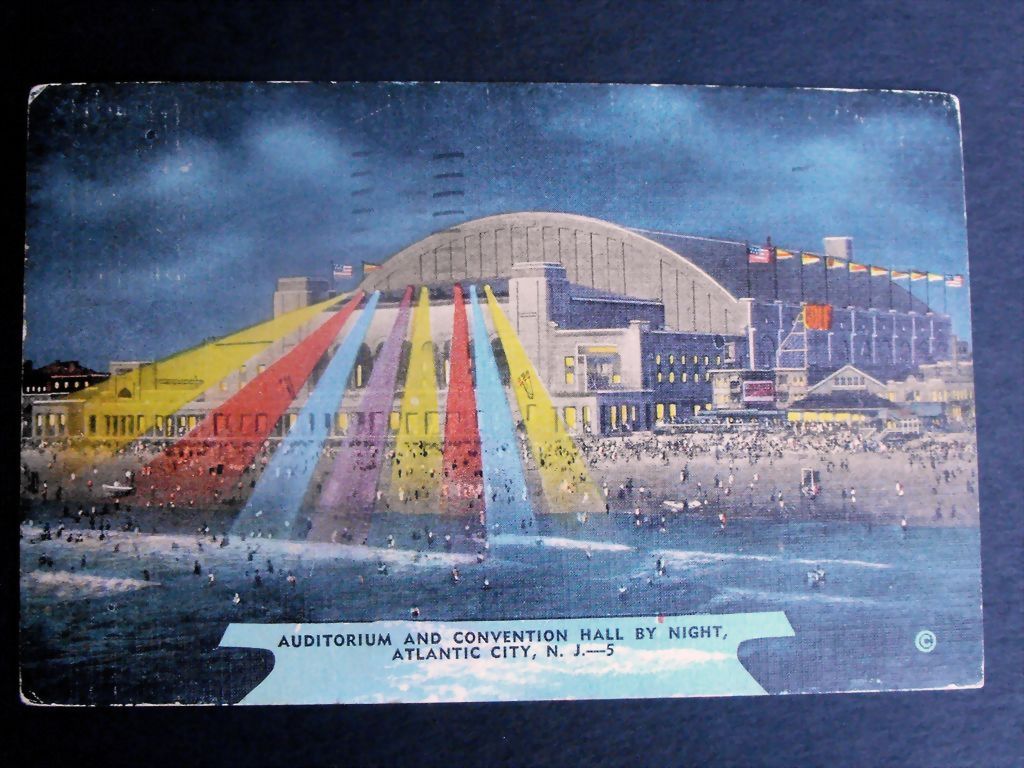 AUDITORIUM AND CONVENTION HALL BY NIGHT,
ATLANTIC CITY, N. J.—5
©